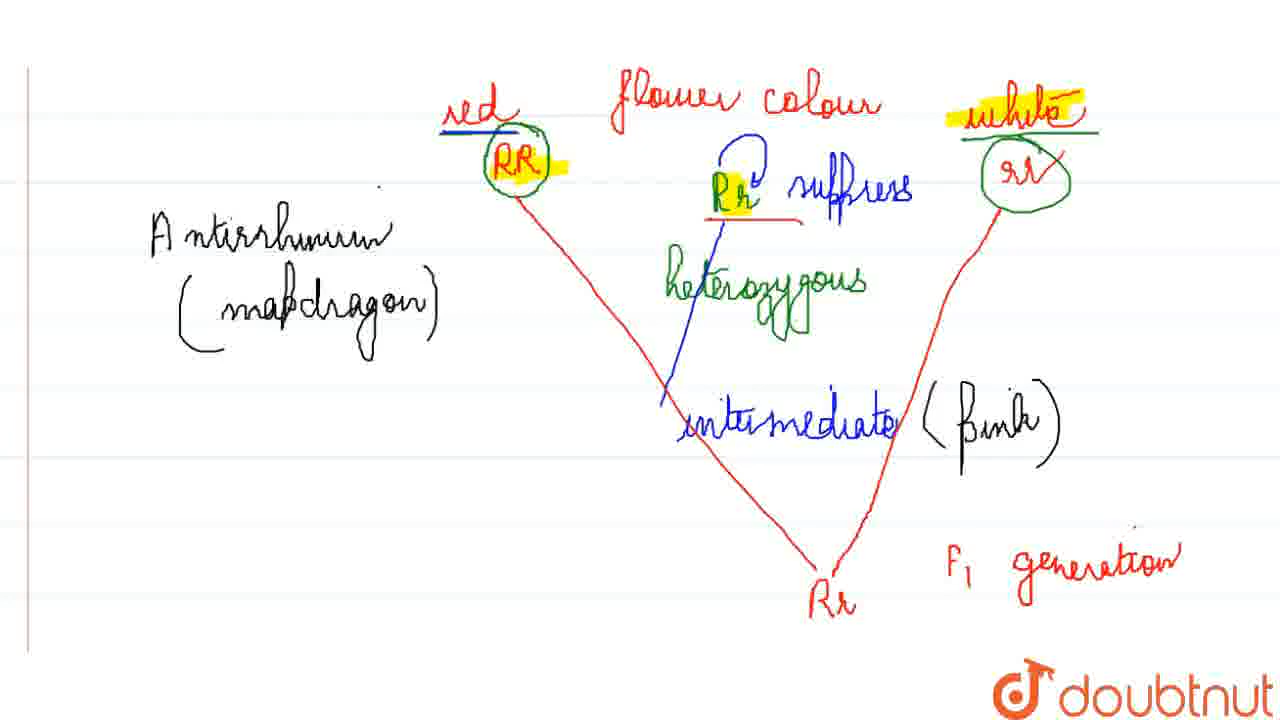 red flower colour white
RR
Rr suppress
rr
Antirrhinum
(snapdragon)
heterozygous
intermediate (pink)
F1 generation
Rr
doubtnut